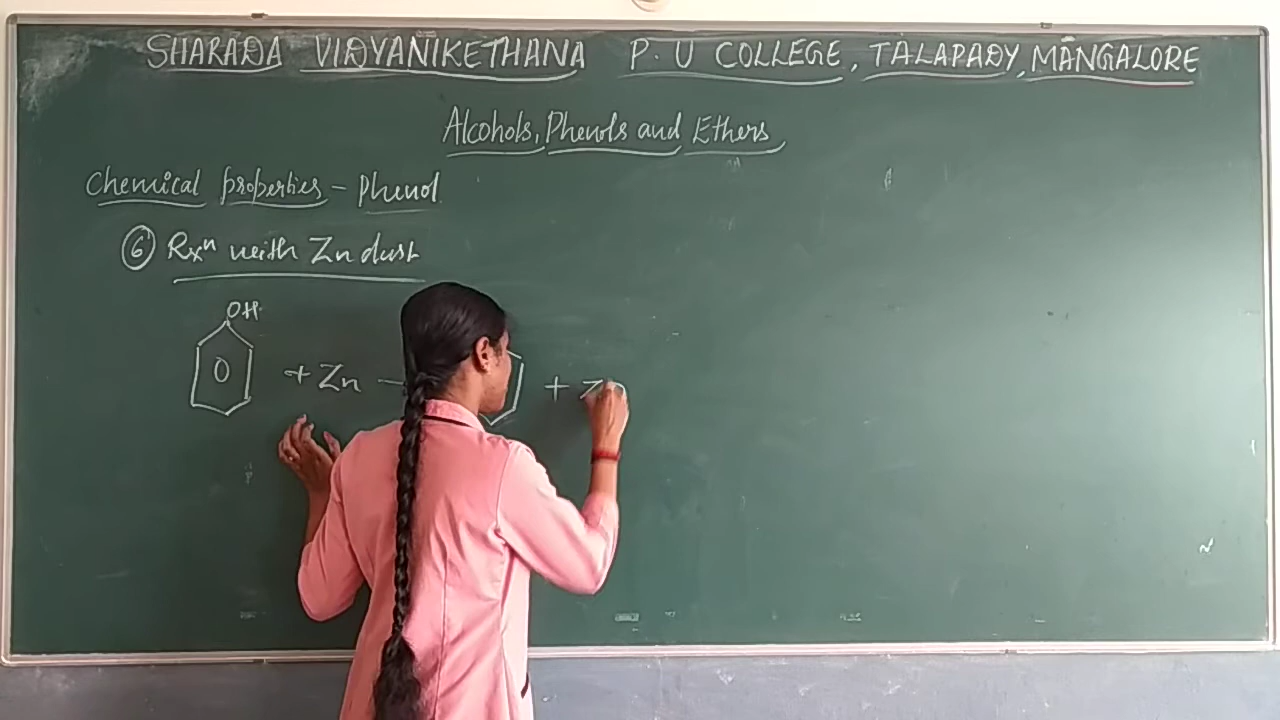 SHARADA VIDYANIKETHANA P.U COLLEGE, TALAPADY, MANGALORE
Alcohols, Phenols and Ethers
Chemical properties - Phenol
6 Rxn with Zn dust
OH
+ Zn + Zn